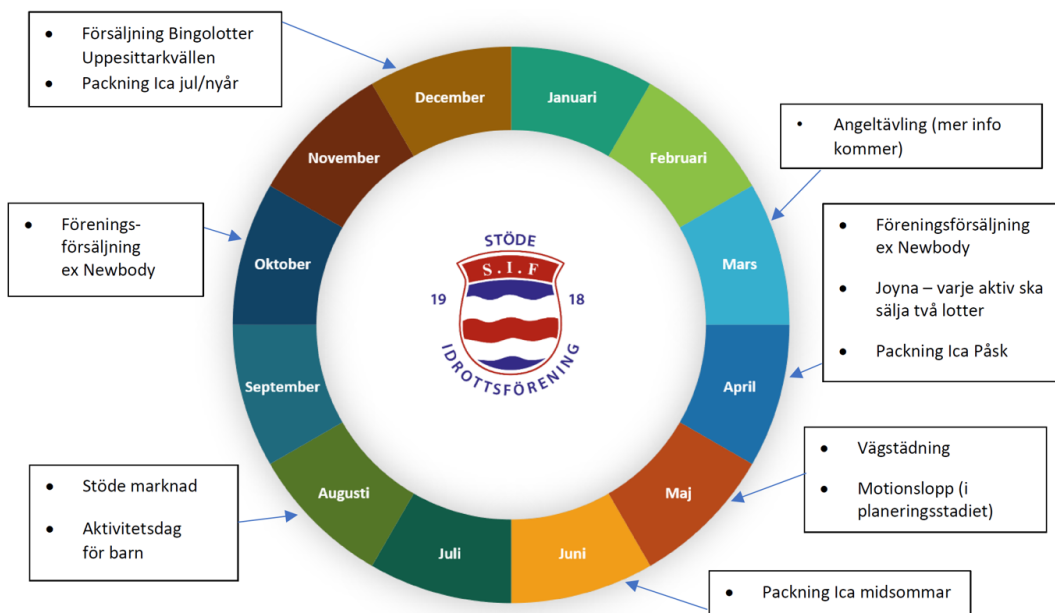 • Försäljning Bingolotter
Uppesittarkvällen
• Packning Ica jul/nyår
December
Januari
November
Februari
• Angeltävling (mer info
kommer)
• Förenings-
försäljning
ex Newbody
Oktober
Mars
STÖDE
S.I.F
19 18
IDROTTSFÖRENING
• Föreningsförsäljning
ex Newbody
• Joyna – varje aktiv ska
sälja två lotter
• Packning Ica Påsk
September
April
• Stöde marknad
• Aktivitetsdag
för barn
Augusti
Maj
• Vägstädning
• Motionslopp (i
planeringsstadiet)
Juli
Juni
• Packning Ica midsommar